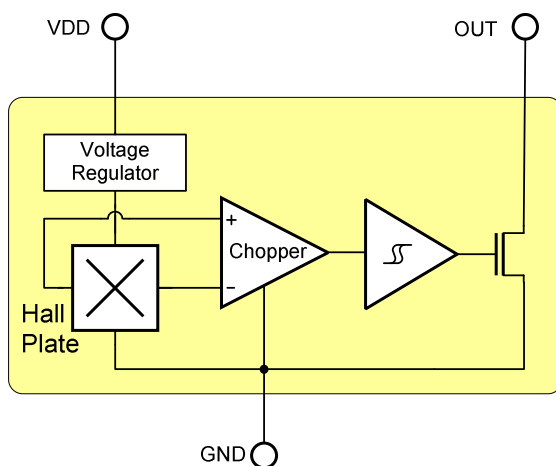 VDD
OUT
Voltage
Regulator
+
Chopper
−
Hall
Plate
GND